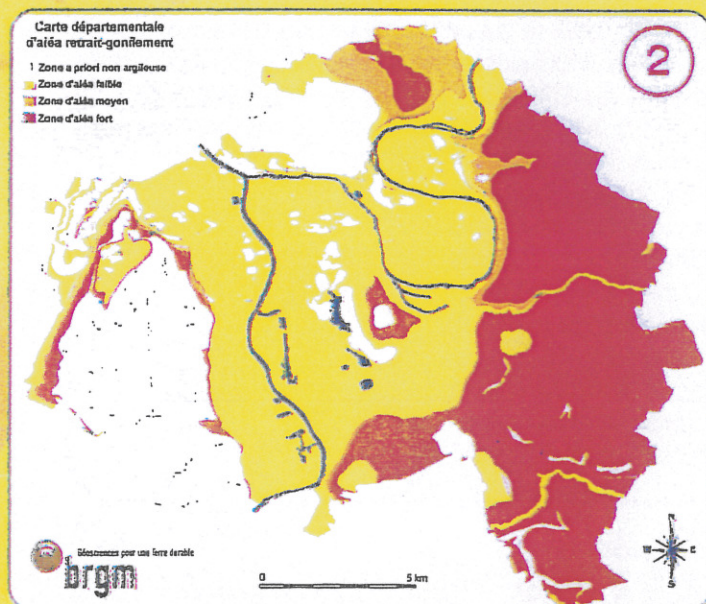 Carte départementale
d'aléa retrait-gonflement
2
Zone a priori non argileuse
Zone d'aléa faible
Zone d'aléa moyen
Zone d'aléa fort
Géosciences pour une Terre durable
brgm
0 5 km
N
W E
S